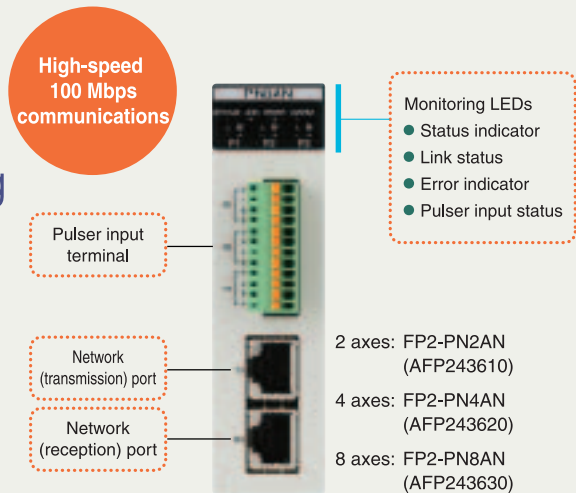 High-speed
100 Mbps
communications
g
Monitoring LEDs
Status indicator
Link status
Error indicator
Pulser input status
Pulser input
terminal
Network
(transmission) port
Network
(reception) port
2 axes: FP2-PN2AN
(AFP243610)
4 axes: FP2-PN4AN
(AFP243620)
8 axes: FP2-PN8AN
(AFP243630)